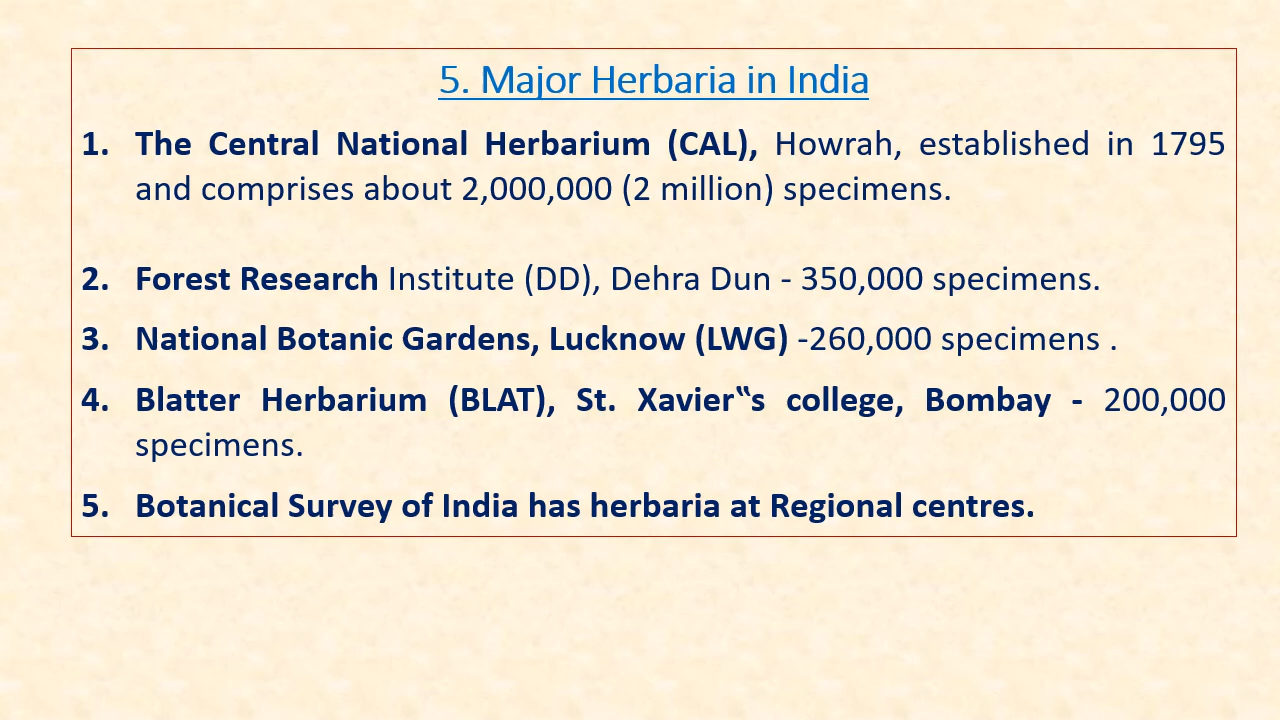 5. Major Herbaria in India
1. The Central National Herbarium (CAL), Howrah, established in 1795
and comprises about 2,000,000 (2 million) specimens.
2. Forest Research Institute (DD), Dehra Dun - 350,000 specimens.
3. National Botanic Gardens, Lucknow (LWG) -260,000 specimens .
4. Blatter Herbarium (BLAT), St. Xavier‟s college, Bombay - 200,000
specimens.
5. Botanical Survey of India has herbaria at Regional centres.